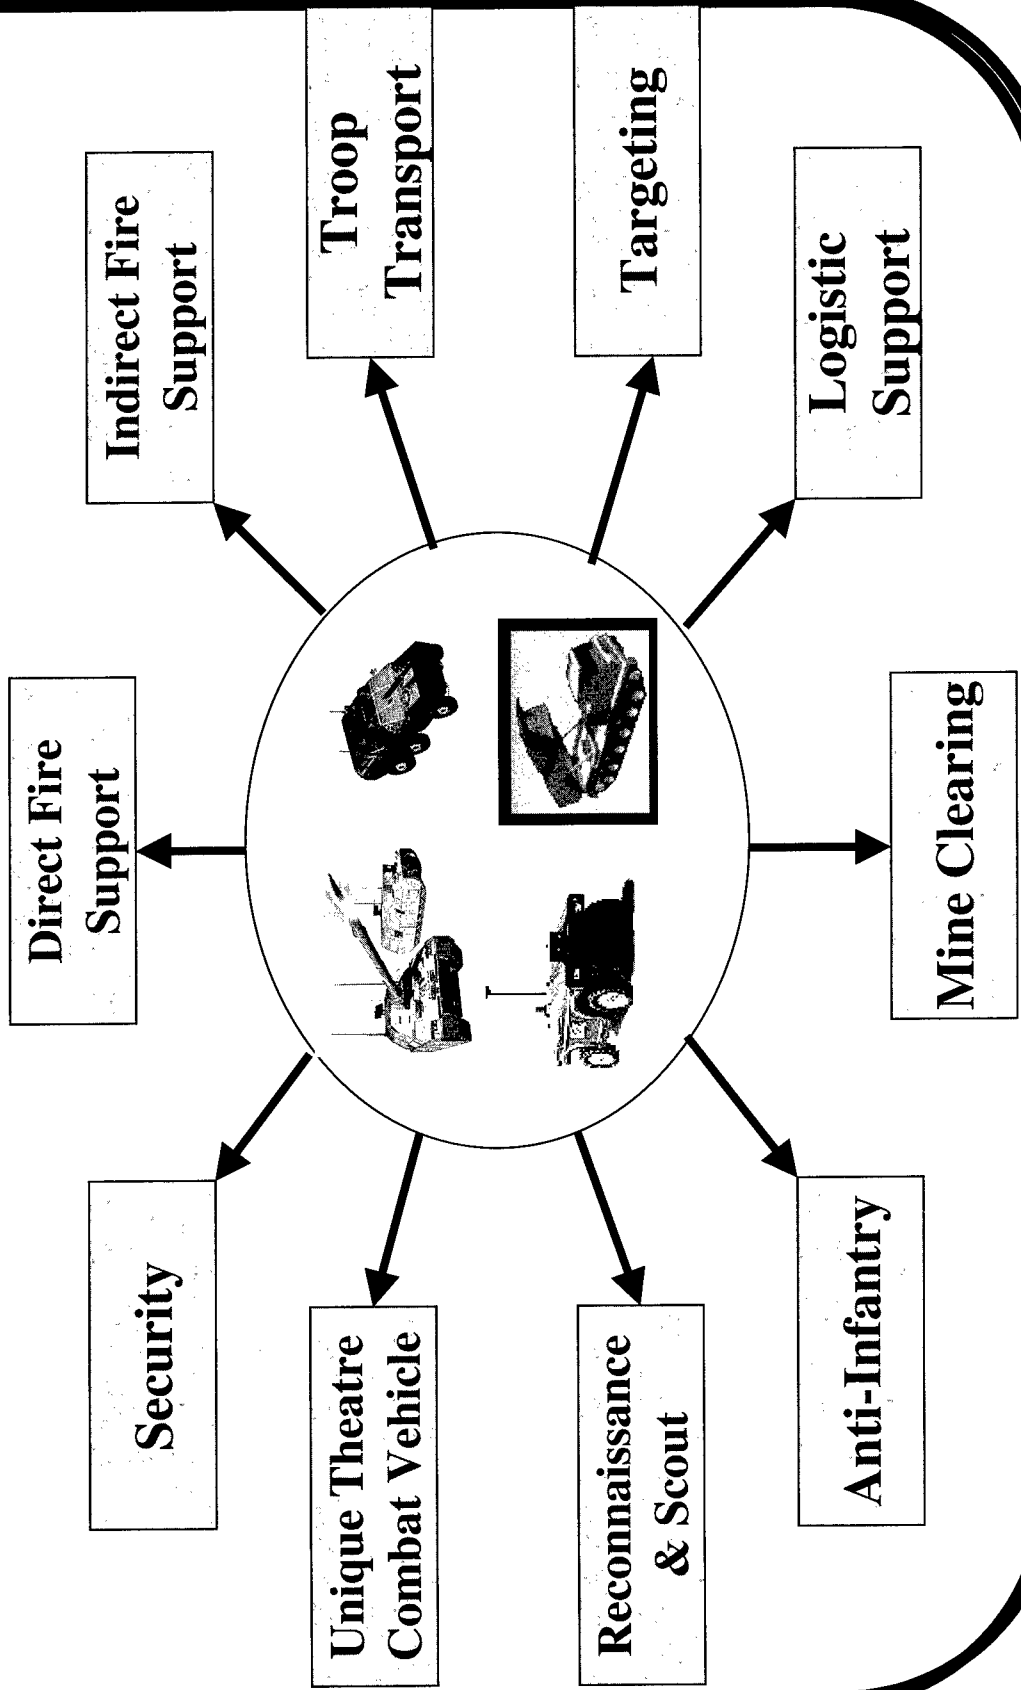 Direct Fire
Support
Security
Indirect Fire
Support
Unique Theatre
Combat Vehicle
Troop
Transport
Reconnaissance
& Scout
Targeting
Anti-Infantry
Logistic
Support
Mine Clearing